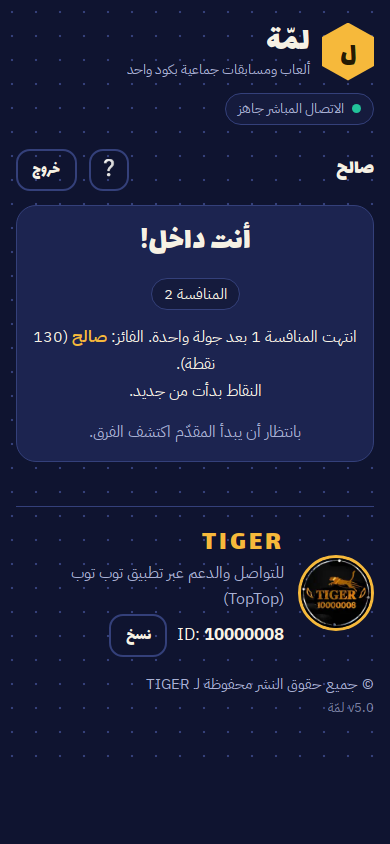 ل
لمّة
ألعاب ومسابقات جماعية بكود واحد
الاتصال المباشر جاهز
صالح
?
خروج
أنت داخل!
المنافسة 2
انتهت المنافسة 1 بعد جولة واحدة. الفائز: صالح (130
نقطة).
النقاط بدأت من جديد.
بانتظار أن يبدأ المقدّم اكتشف الفرق.
TIGER
للتواصل والدعم عبر تطبيق توب توب
(TopTop)
ID: 10000008
نسخ
TIGER
10000008
© جميع حقوق النشر محفوظة لـ TIGER
لمّة v5.0